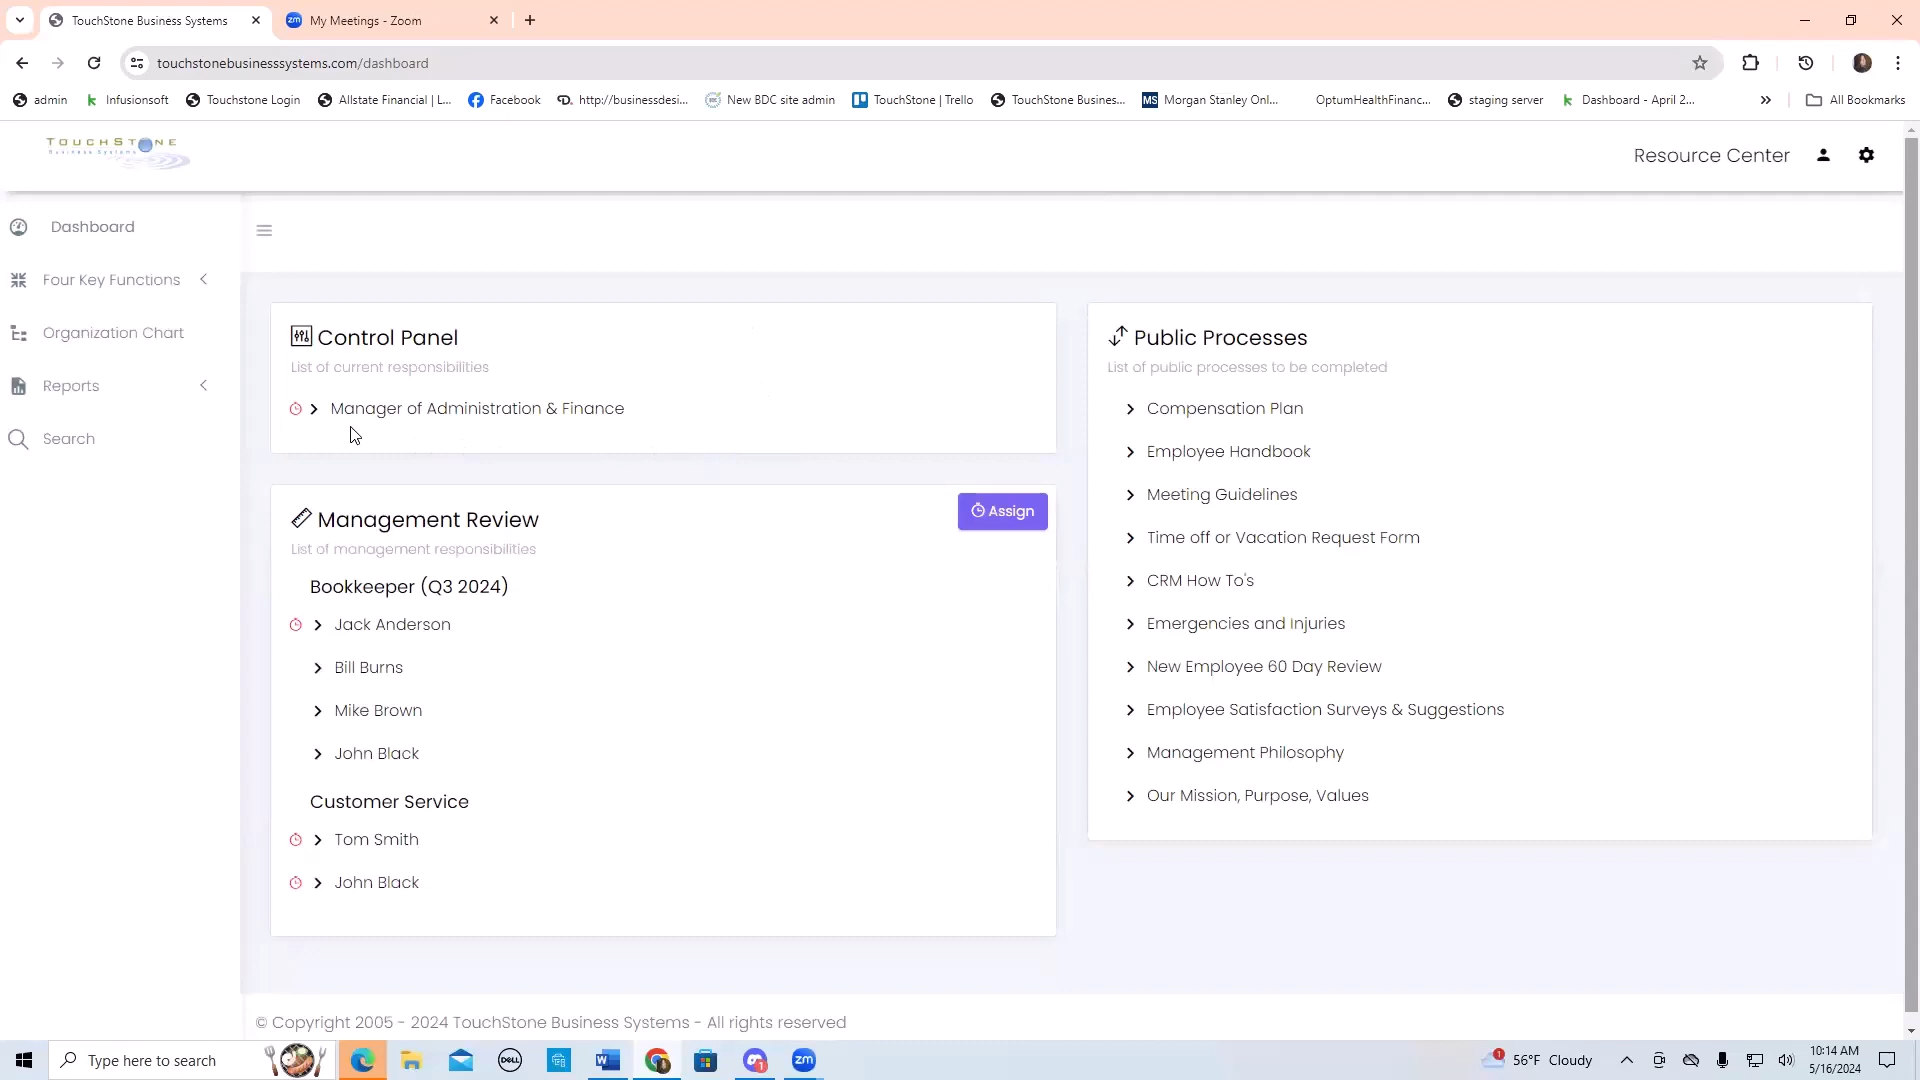 TouchStone Business Systems
My Meetings - Zoom
touchstonebusinesssystems.com/dashboard
admin
Infusionsoft
Touchstone Login
Allstate Financial | L...
Facebook
http://businessdesi...
New BDC site admin
TouchStone | Trello
TouchStone Busines...
MS
Morgan Stanley Onl...
OptumHealthFinanc...
staging server
Dashboard - April 2...
All Bookmarks
TOUCHSTONE
Business Systems
Resource Center
Dashboard
Four Key Functions
Organization Chart
Reports
Search
Control Panel
List of current responsibilities
Manager of Administration & Finance
Management Review
Assign
List of management responsibilities
Bookkeeper (Q3 2024)
Jack Anderson
Bill Burns
Mike Brown
John Black
Customer Service
Tom Smith
John Black
Public Processes
List of public processes to be completed
Compensation Plan
Employee Handbook
Meeting Guidelines
Time off or Vacation Request Form
CRM How To's
Emergencies and Injuries
New Employee 60 Day Review
Employee Satisfaction Surveys & Suggestions
Management Philosophy
Our Mission, Purpose, Values
© Copyright 2005 - 2024 TouchStone Business Systems - All rights reserved
Type here to search
DELL
zm
1
56°F Cloudy
10:14 AM
5/16/2024